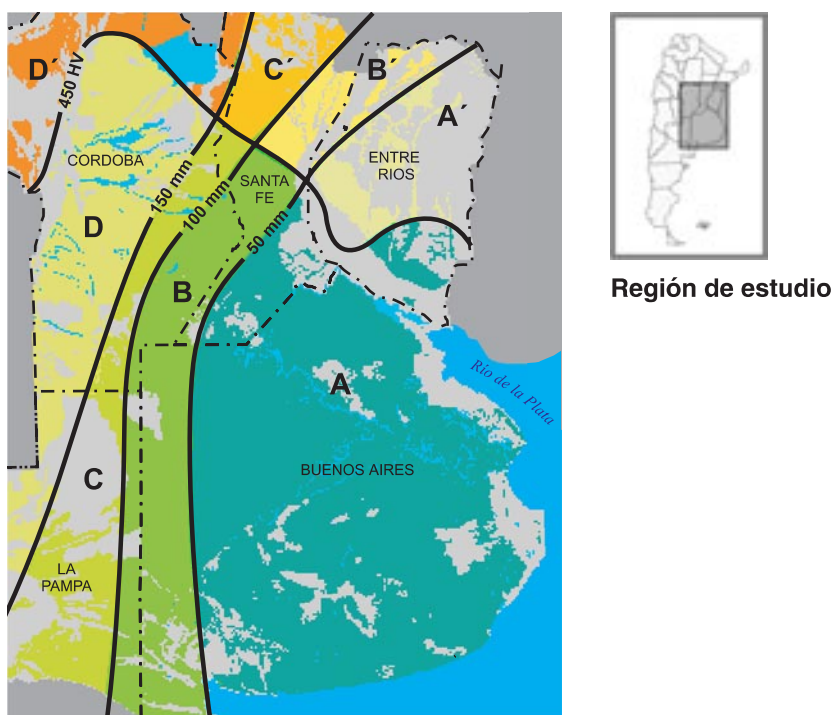 D´
C´
B´
A´
450 HV
CORDOBA
150 mm
100 mm
50 mm
SANTA
FE
ENTRE
RIOS
D
B
A
Río de la Plata
BUENOS AIRES
C
LA
PAMPA
Región de estudio